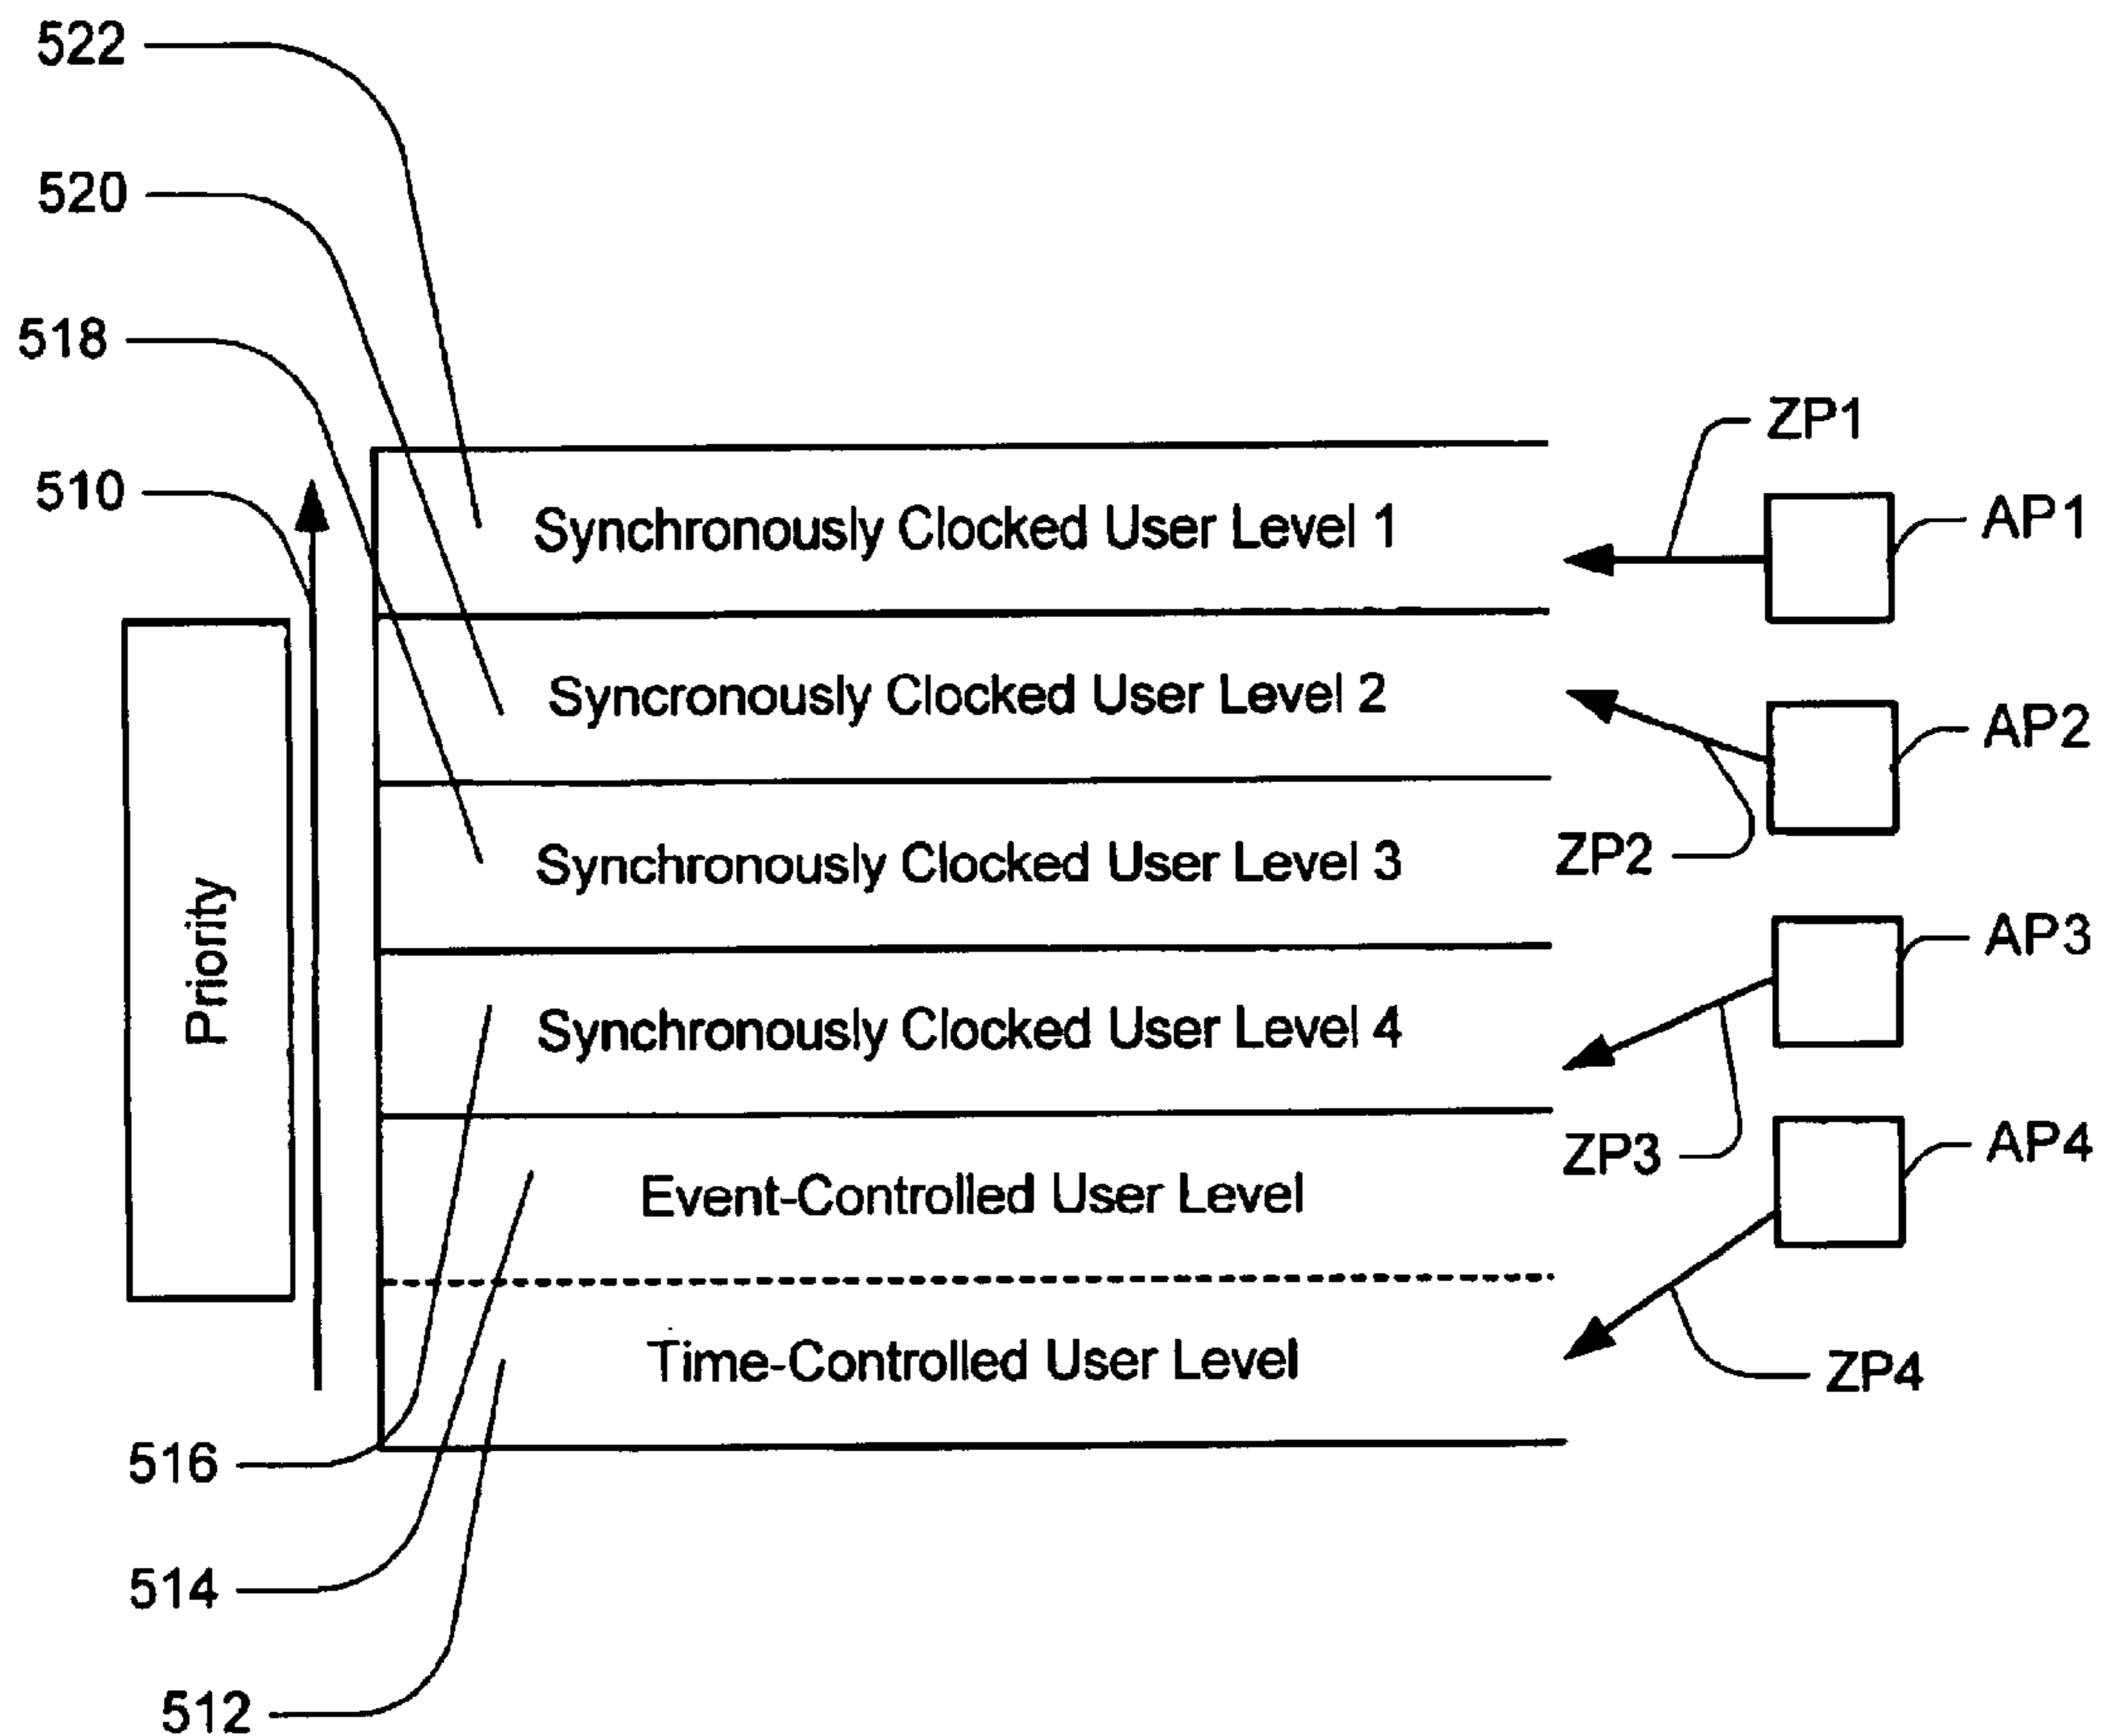 522
520
518
510
ZP1
Synchronously Clocked User Level 1
AP1
Syncronously Clocked User Level 2
AP2
ZP2
Synchronously Clocked User Level 3
Priority
AP3
Synchronously Clocked User Level 4
ZP3
AP4
Event-Controlled User Level
Time-Controlled User Level
ZP4
516
514
512